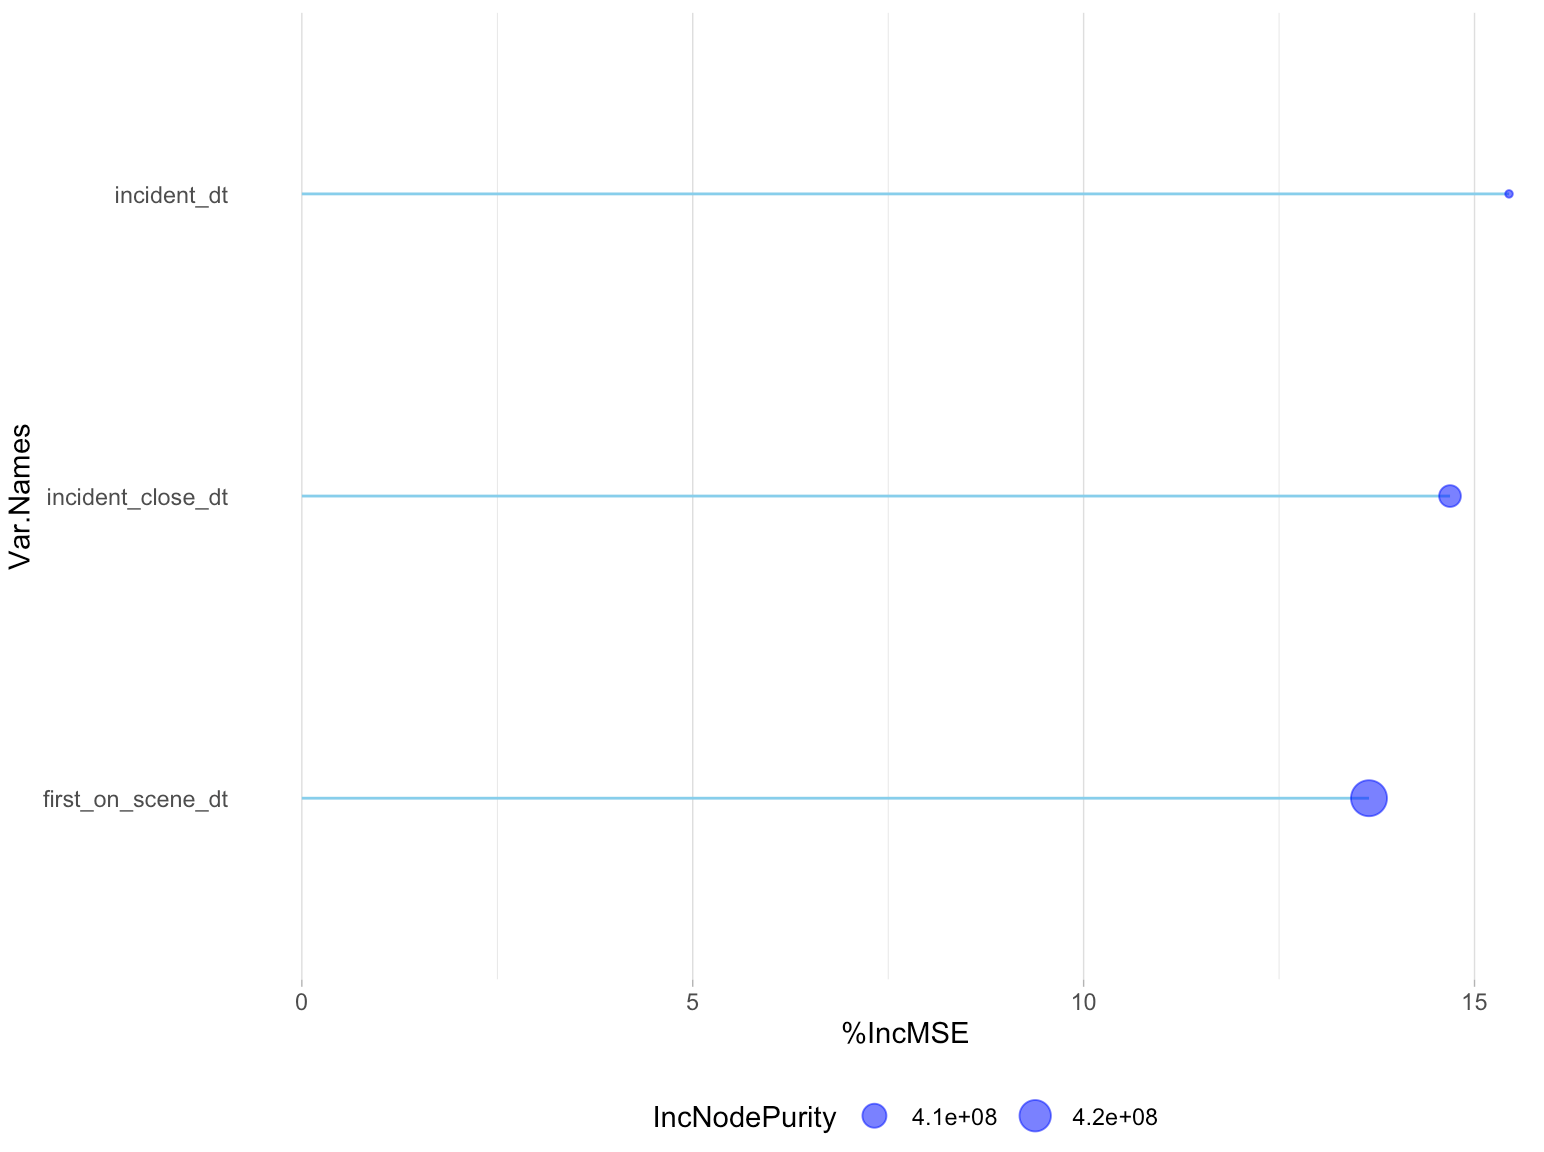 incident_dt
incident_close_dt
first_on_scene_dt
Var.Names
0 5 10 15
%IncMSE
IncNodePurity 4.1e+08 4.2e+08